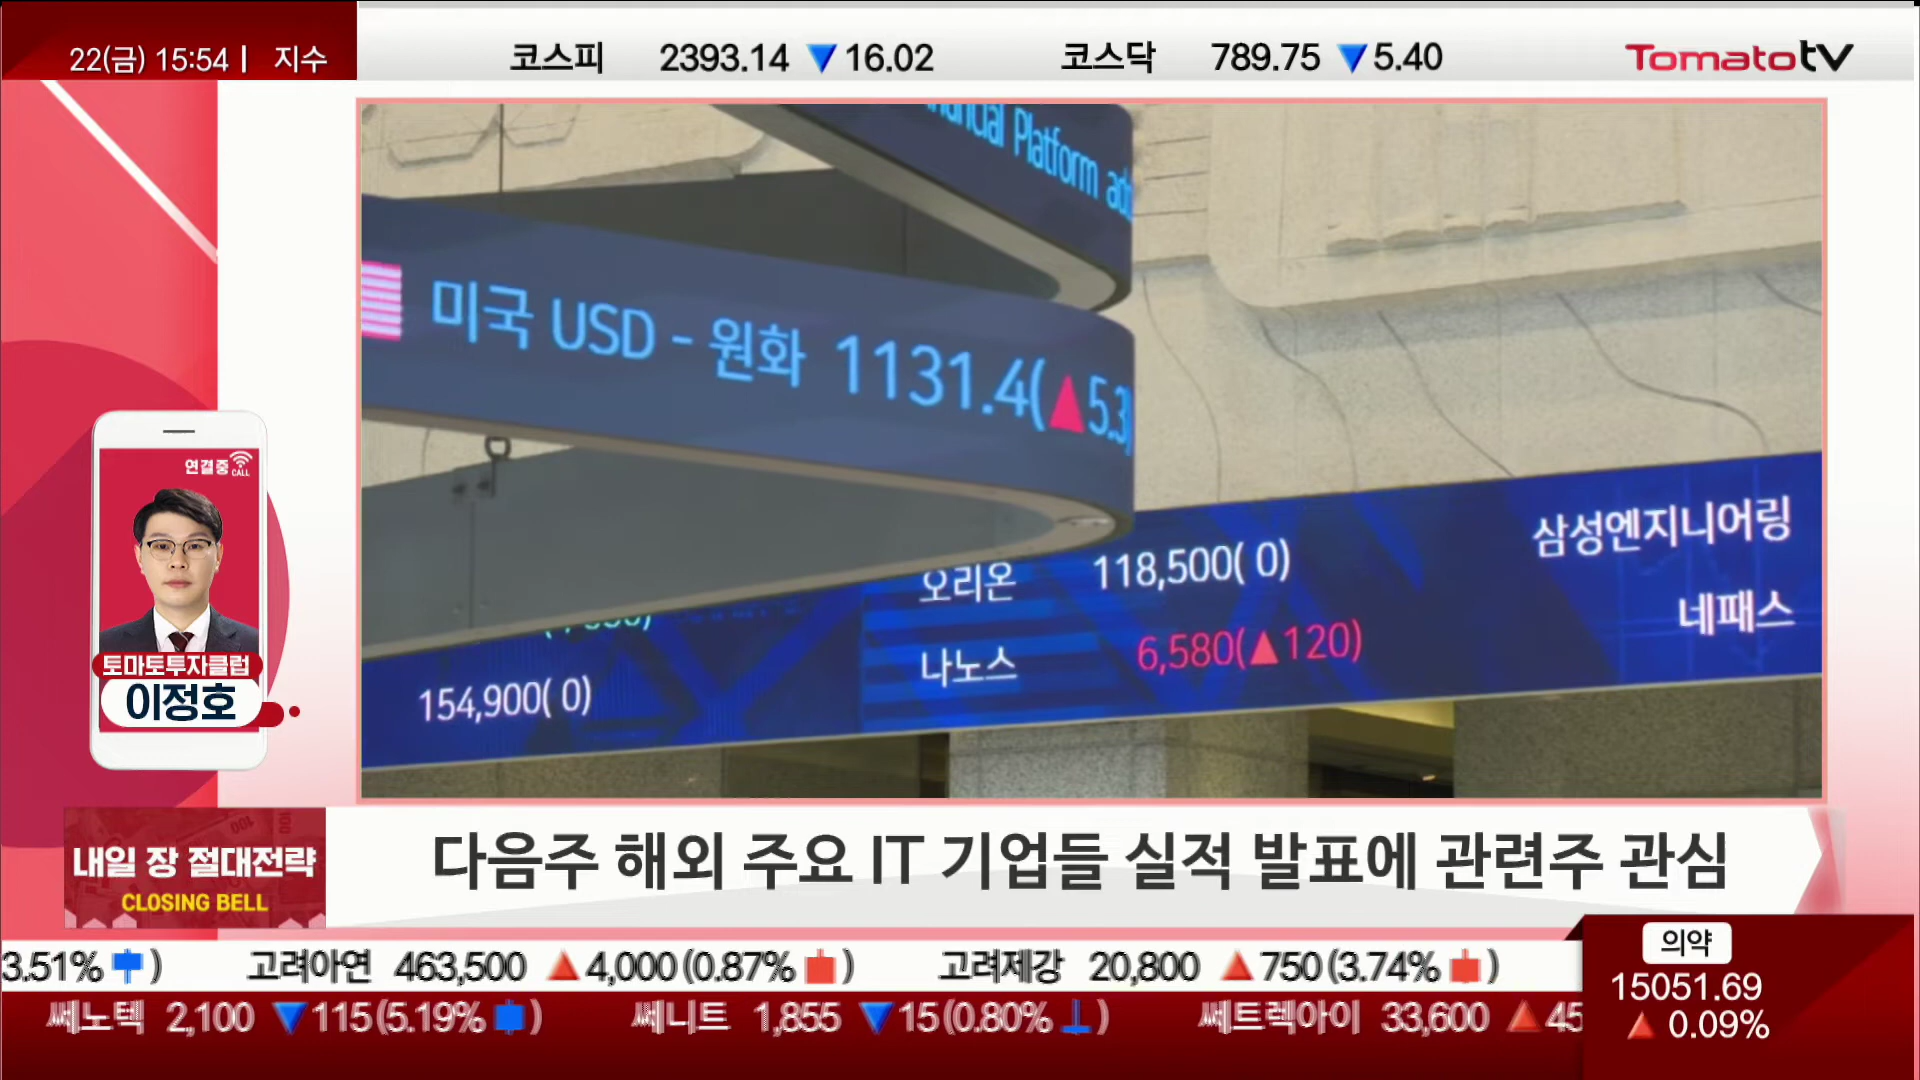 22(금) 15:54 | 지수
코스피 2393.14 ▼ 16.02 코스닥 789.75 ▼ 5.40
Tomatotv
Platform
미국 USD - 원화 1131.4(▲5.3)
삼성엔지니어링
오리온 118,500( 0)
네패스
나노스 6,580(▲120)
154,900( 0)
연결중
CALL
토마토투자클럽
이정호
내일 장 절대전략
CLOSING BELL
다음주 해외 주요 IT 기업들 실적 발표에 관련주 관심
3.51% ) 고려아연 463,500 ▲4,000(0.87% ) 고려제강 20,800 ▲750(3.74% )
쎄노텍 2,100 ▼115(5.19% ) 쎄니트 1,855 ▼15(0.80% ) 쎄트렉아이 33,600 ▲45
의약
15051.69
▲ 0.09%